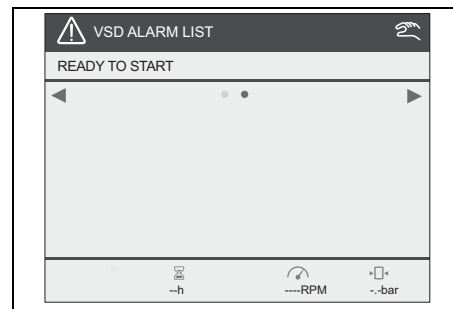 VSD ALARM LIST
READY TO START
--h
----RPM
-.-bar